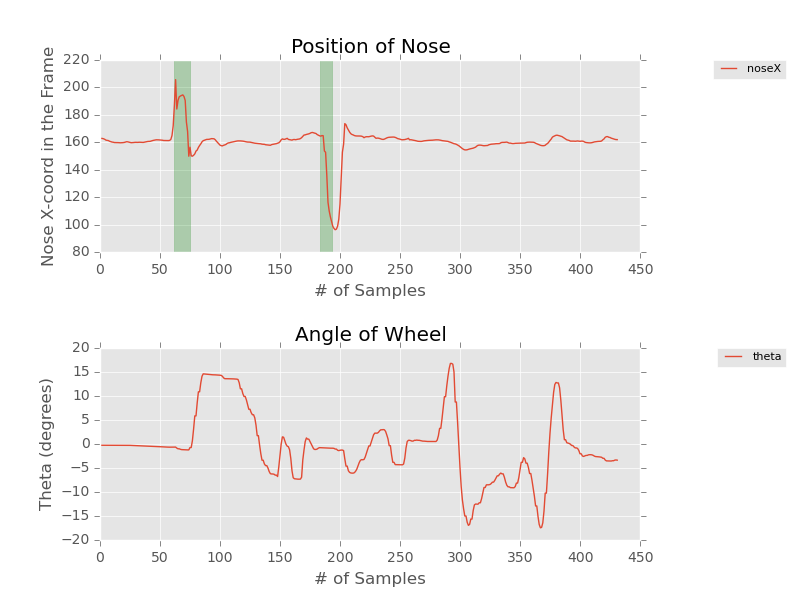 Position of Nose
noseX
Nose X-coord in the Frame
220
200
180
160
140
120
100
80
0 50 100 150 200 250 300 350 400 450
# of Samples
Angle of Wheel
theta
Theta (degrees)
20
15
10
5
0
−5
−10
−15
−20
0 50 100 150 200 250 300 350 400 450
# of Samples